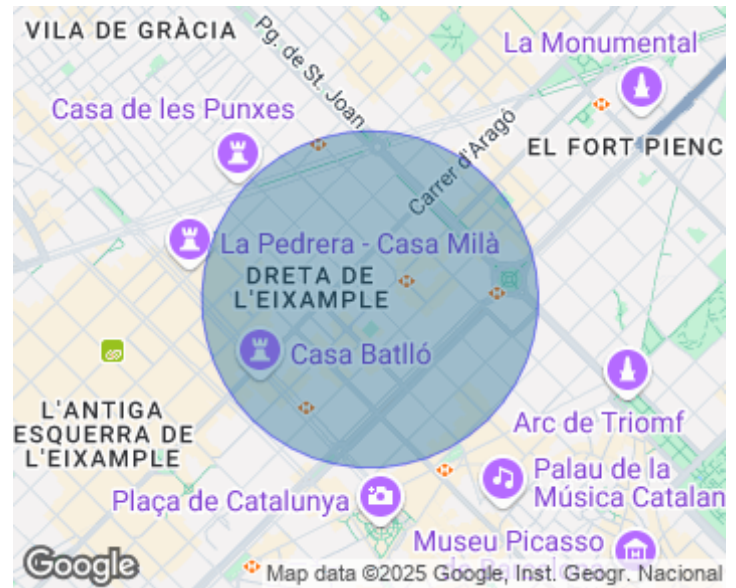 VILA DE GRÀCIA
Pg. de St. Joan
La Monumental
Casa de les Punxes
Carrer d'Aragó
EL FORT PIENC
La Pedrera - Casa Milà
DRETA DE
L'EIXAMPLE
Casa Batlló
L'ANTIGA
ESQUERRA DE
L'EIXAMPLE
Arc de Triomf
Plaça de Catalunya
Palau de la
Música Catalan
Museu Picasso
Google
Map data ©2025 Google, Inst. Geogr. Nacional